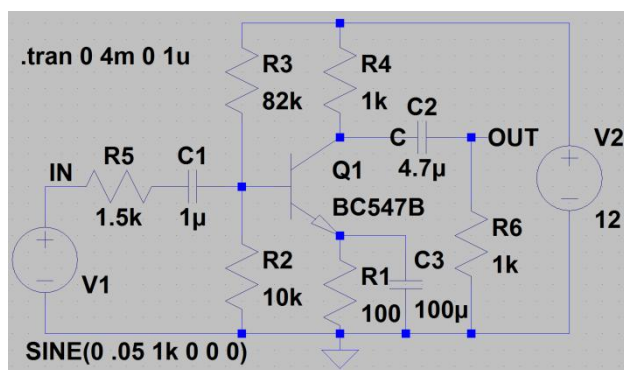 .tran 0 4m 0 1u
R3
82k
R4
1k
C2
C
4.7µ
OUT
V2
IN
R5
1.5k
C1
1µ
Q1
BC547B
R6
1k
12
V1
R2
10k
R1
100
C3
100µ
SINE(0 .05 1k 0 0 0)